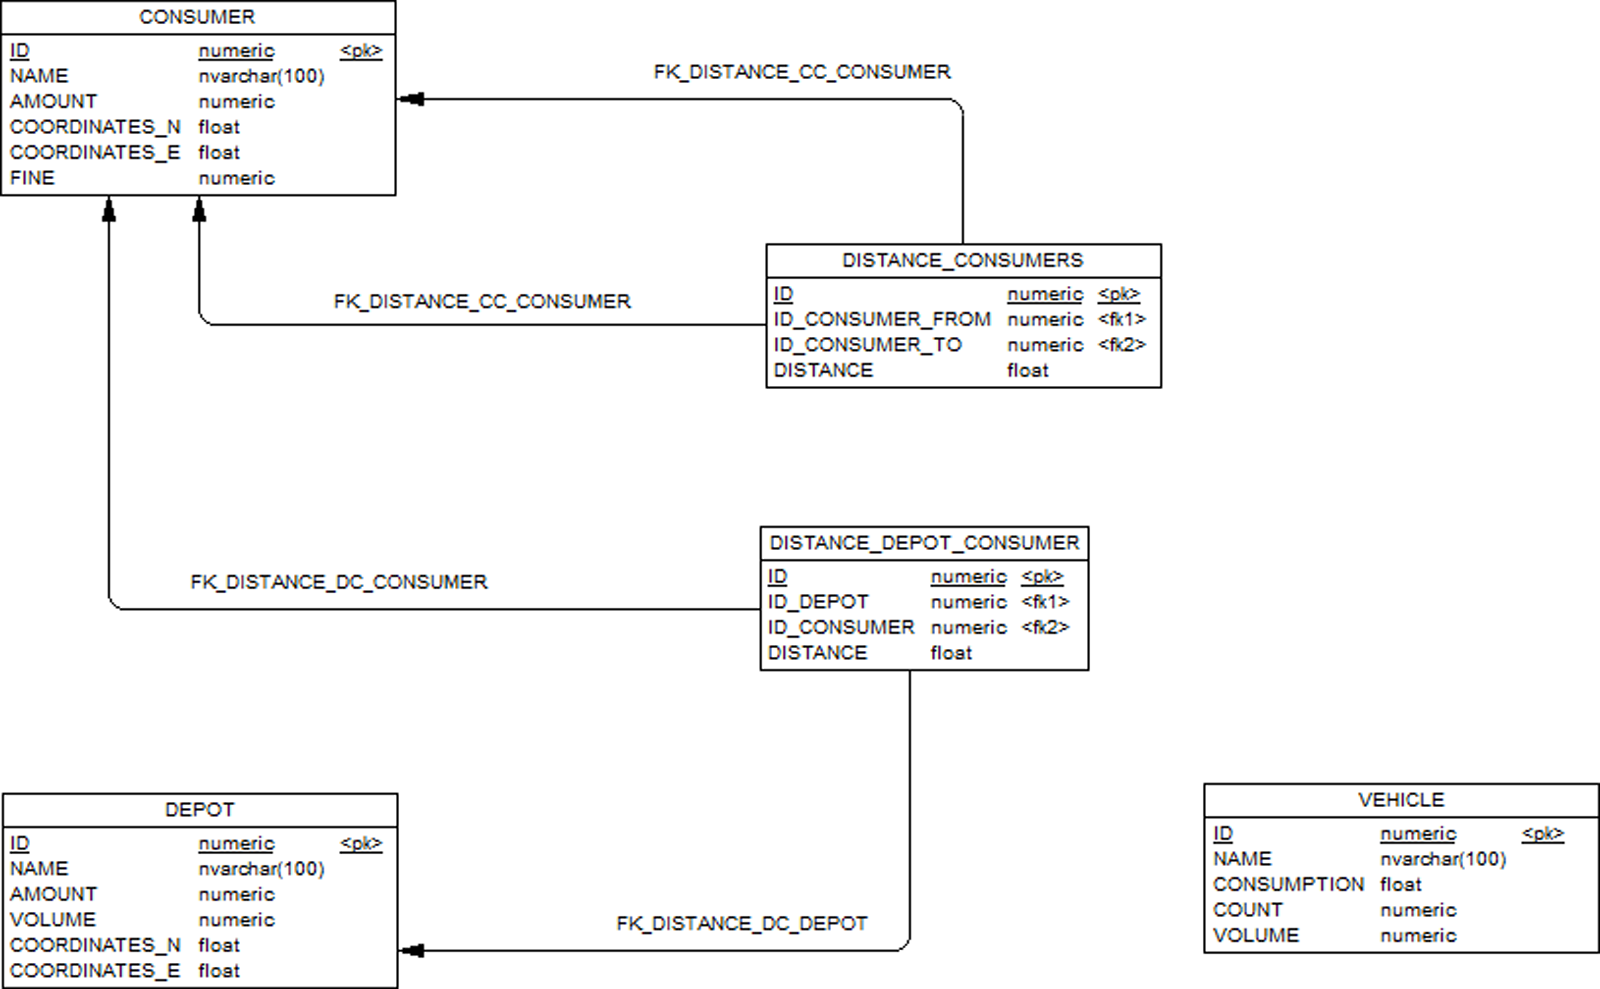 CONSUMER
ID numeric <pk>
NAME nvarchar(100)
AMOUNT numeric
COORDINATES_N float
COORDINATES_E float
FINE numeric
FK_DISTANCE_CC_CONSUMER
DISTANCE_CONSUMERS
ID numeric <pk>
ID_CONSUMER_FROM numeric <fk1>
ID_CONSUMER_TO numeric <fk2>
DISTANCE float
FK_DISTANCE_CC_CONSUMER
DISTANCE_DEPOT_CONSUMER
ID numeric <pk>
ID_DEPOT numeric <fk1>
ID_CONSUMER numeric <fk2>
DISTANCE float
FK_DISTANCE_DC_CONSUMER
DEPOT
ID numeric <pk>
NAME nvarchar(100)
AMOUNT numeric
VOLUME numeric
COORDINATES_N float
COORDINATES_E float
FK_DISTANCE_DC_DEPOT
VEHICLE
ID numeric <pk>
NAME nvarchar(100)
CONSUMPTION float
COUNT numeric
VOLUME numeric